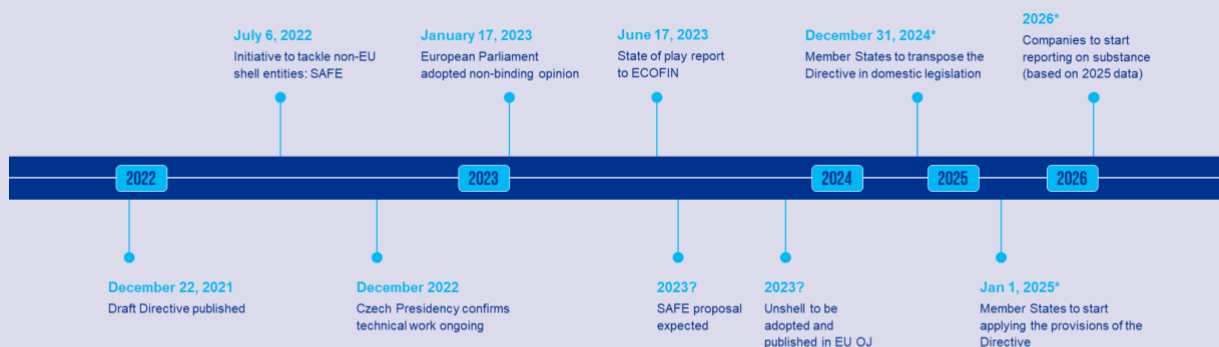 July 6, 2022
Initiative to tackle non-EU
shell entities: SAFE
January 17, 2023
European Parliament
adopted non-binding opinion
June 17, 2023
State of play report
to ECOFIN
December 31, 2024*
Member States to transpose the
Directive in domestic legislation
2026*
Companies to start
reporting on substance
(based on 2025 data)
2022
2023
2024
2025
2026
December 22, 2021
Draft Directive published
December 2022
Czech Presidency confirms
technical work ongoing
2023?
SAFE proposal
expected
2023?
Unshell to be
adopted and
published in EU OJ
Jan 1, 2025*
Member States to start
applying the provisions of the
Directive